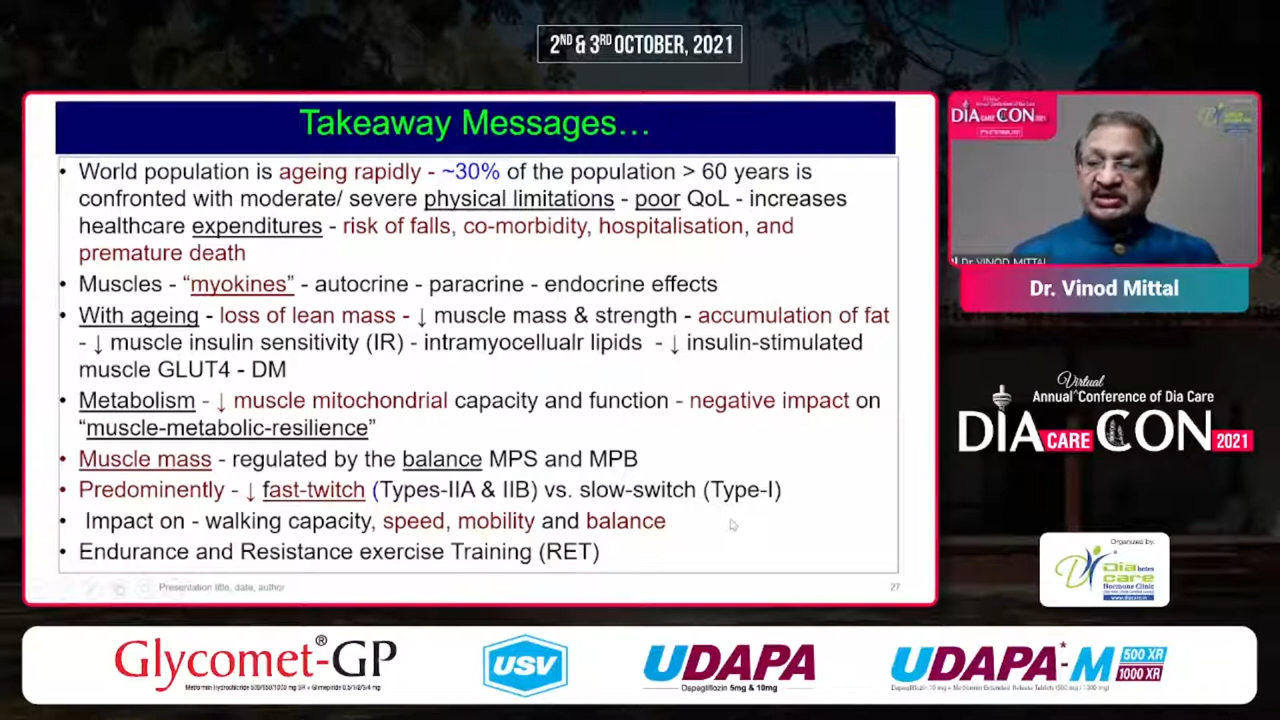 2ND & 3RD OCTOBER, 2021
Takeaway Messages…
• World population is ageing rapidly - ~30% of the population > 60 years is
confronted with moderate/ severe physical limitations - poor QoL - increases
healthcare expenditures - risk of falls, co-morbidity, hospitalisation, and
premature death
• Muscles - “myokines” - autocrine - paracrine - endocrine effects
• With ageing - loss of lean mass - ↓ muscle mass & strength - accumulation of fat
- ↓ muscle insulin sensitivity (IR) - intramyocellualr lipids - ↓ insulin-stimulated
muscle GLUT4 - DM
• Metabolism - ↓ muscle mitochondrial capacity and function - negative impact on
“muscle-metabolic-resilience”
• Muscle mass - regulated by the balance MPS and MPB
• Predominently - ↓ fast-twitch (Types-IIA & IIB) vs. slow-switch (Type-I)
• Impact on - walking capacity, speed, mobility and balance
• Endurance and Resistance exercise Training (RET)
Presentation title, date, author
27
DIA CARE CON 2021
Dr. VINOD MITTAL
Dr. Vinod Mittal
Virtual
Annual ^ Conference of Dia Care
DIA CARE CON 2021
Organized by:
Diabetes
care
Hormone Clinic
Glycomet®-GP
Metformin Hydrochloride 500/850/1000 mg SR + Glimepiride 0.5/1/2/3/4 mg
USV
UDAPA
Dapagliflozin 5mg & 10mg
UDAPA*-M 500 XR
1000 XR
Dapagliflozin 10 mg + Metformin Extended Release Tablets (500 mg / 1000 mg)